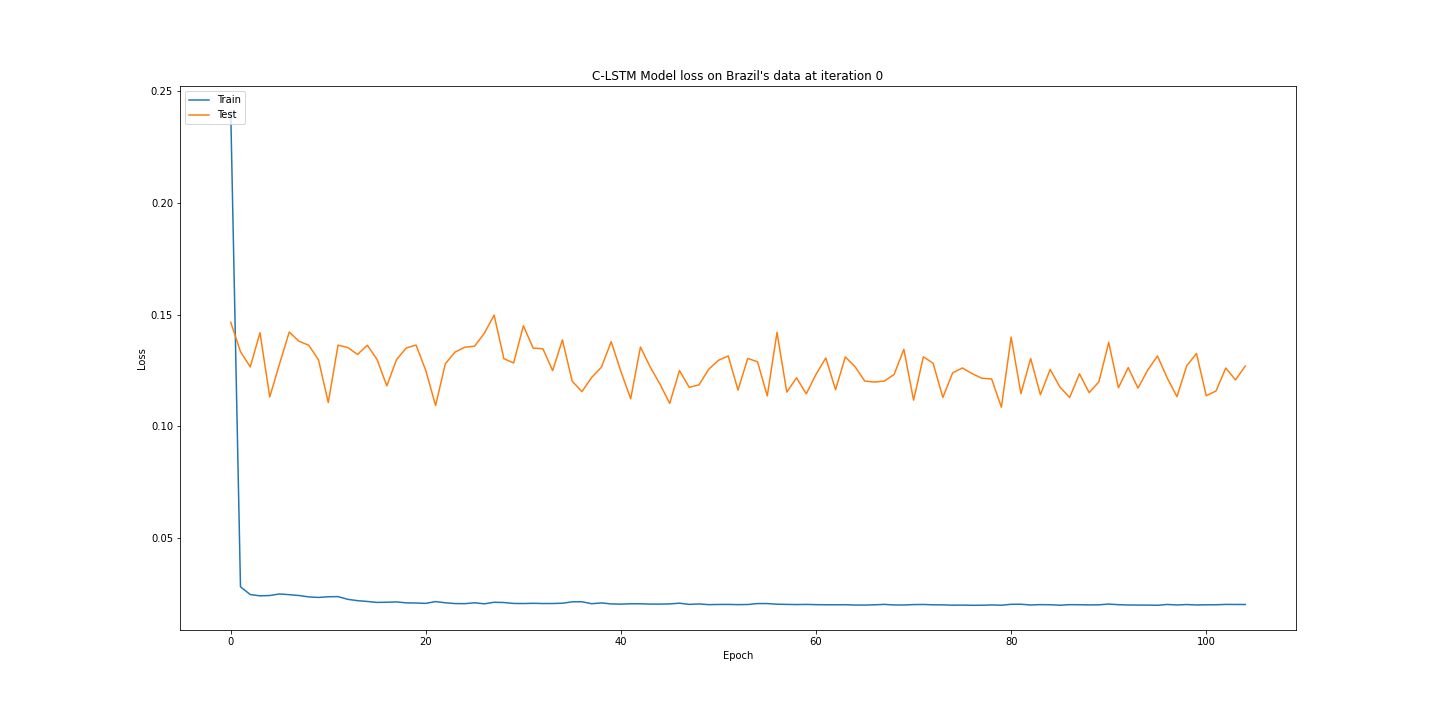 C-LSTM Model loss on Brazil's data at iteration 0
Train
Test
0.25
0.20
0.15
0.10
0.05
Loss
0 20 40 60 80 100
Epoch